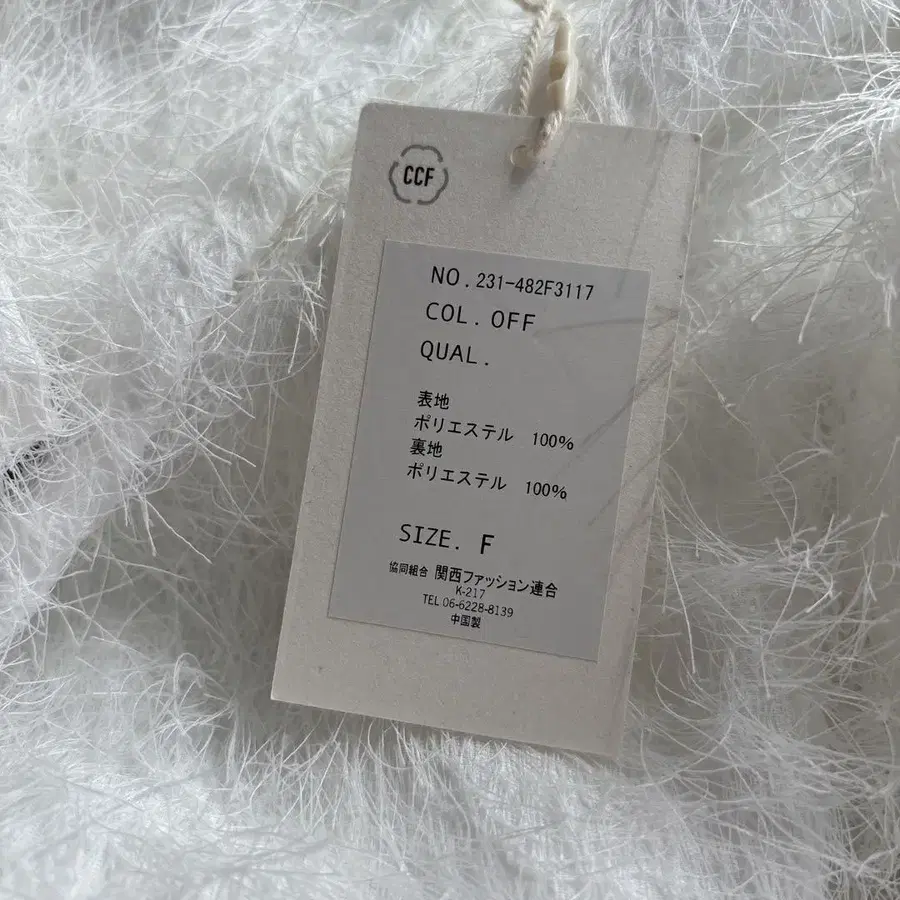 CCF
NO. 231-482F3117
COL. OFF
QUAL.
表地
ポリエステル 100%
裏地
ポリエステル 100%
SIZE. F
協同組合 関西ファッション連合
K-217
TEL 06-6228-8139
中国製